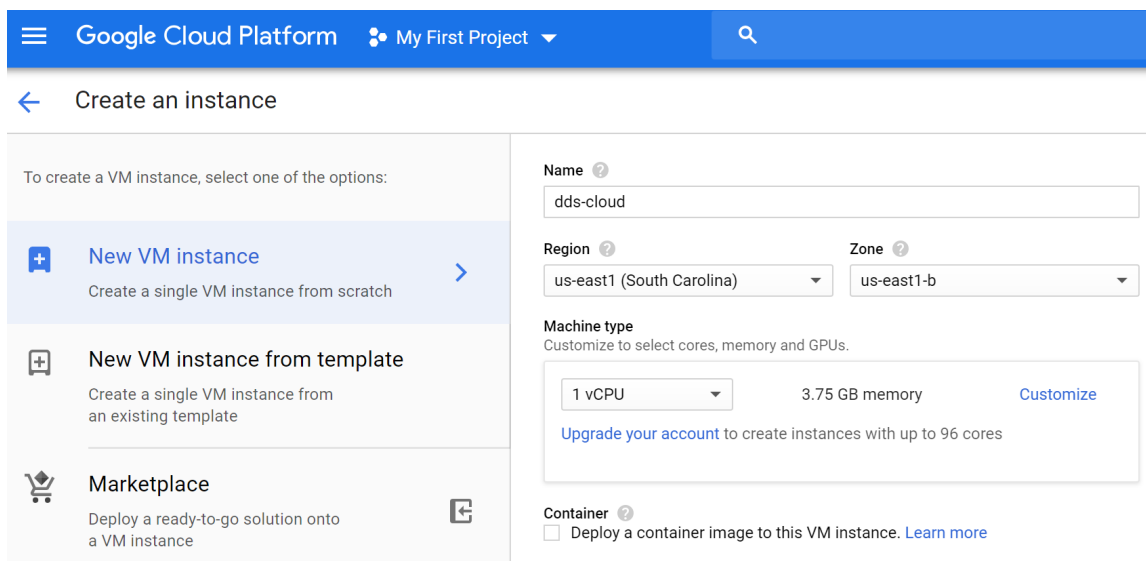 Google Cloud Platform My First Project
Create an instance
To create a VM instance, select one of the options:
New VM instance
Create a single VM instance from scratch
New VM instance from template
Create a single VM instance from
an existing template
Marketplace
Deploy a ready-to-go solution onto
a VM instance
Name ?
dds-cloud
Region ? Zone ?
us-east1 (South Carolina) us-east1-b
Machine type
Customize to select cores, memory and GPUs.
1 vCPU 3.75 GB memory Customize
Upgrade your account to create instances with up to 96 cores
Container ?
Deploy a container image to this VM instance. Learn more